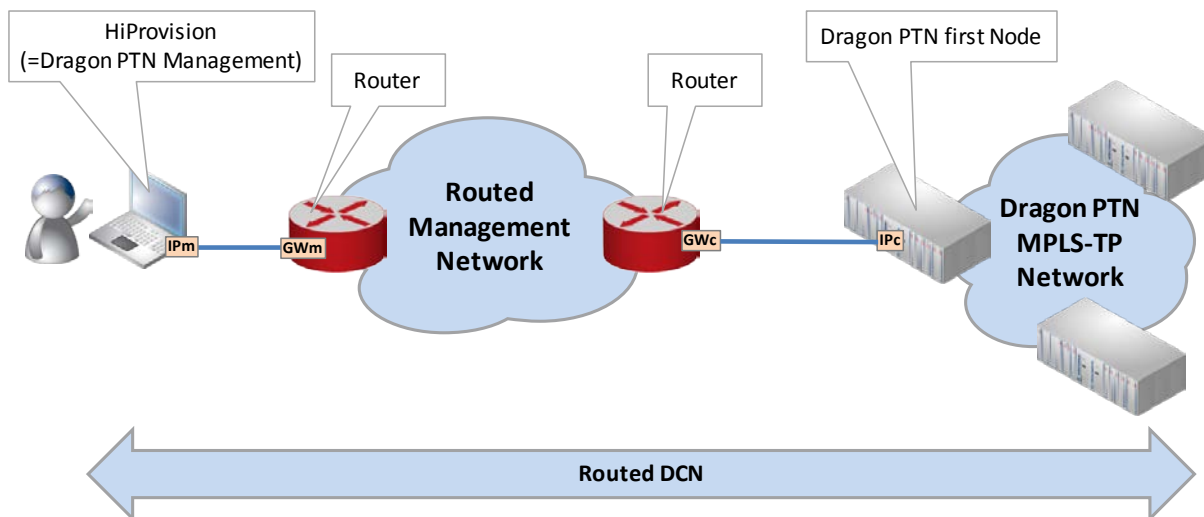 HiProvision
(=Dragon PTN Management)
Router
Router
Dragon PTN first Node
IPm
GWm
Routed
Management
Network
GWc
IPc
Dragon PTN
MPLS-TP
Network
Routed DCN